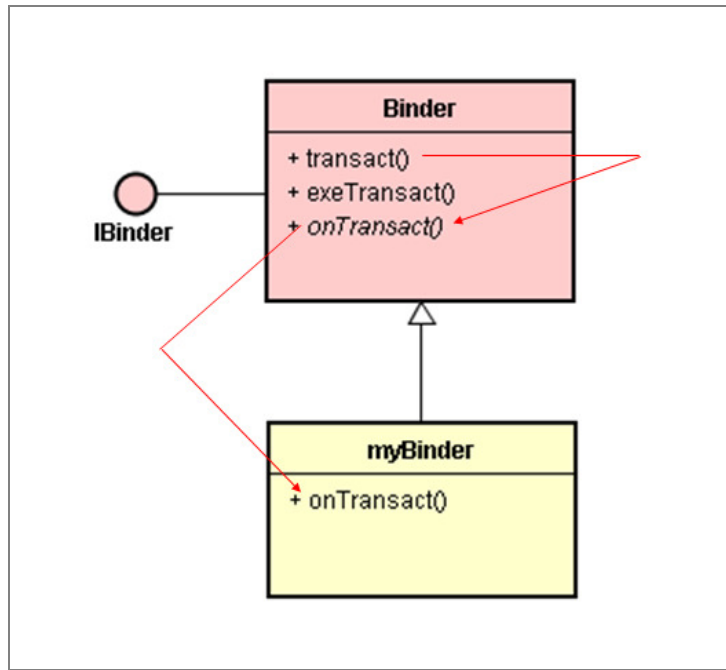 Binder
+ transact()
+ exeTransact()
+ onTransact()
IBinder
myBinder
+ onTransact()